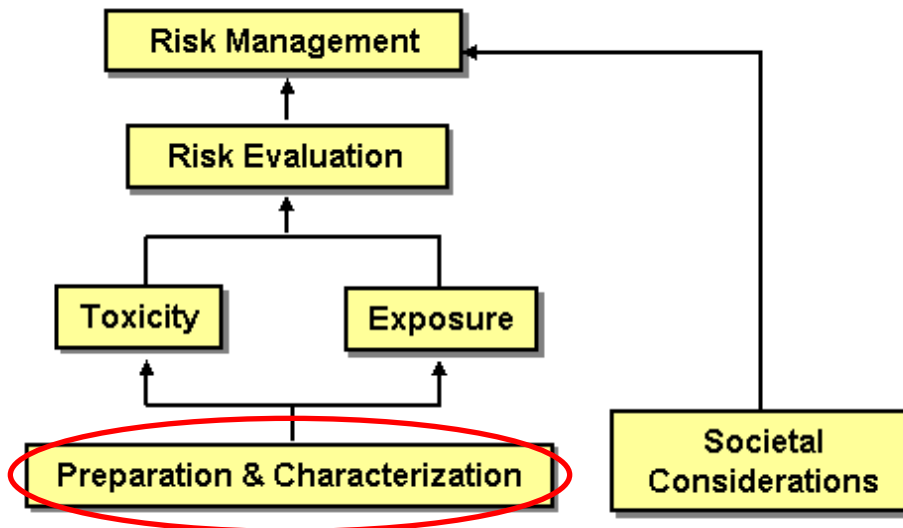 Risk Management
Risk Evaluation
Toxicity
Exposure
Preparation & Characterization
Societal
Considerations